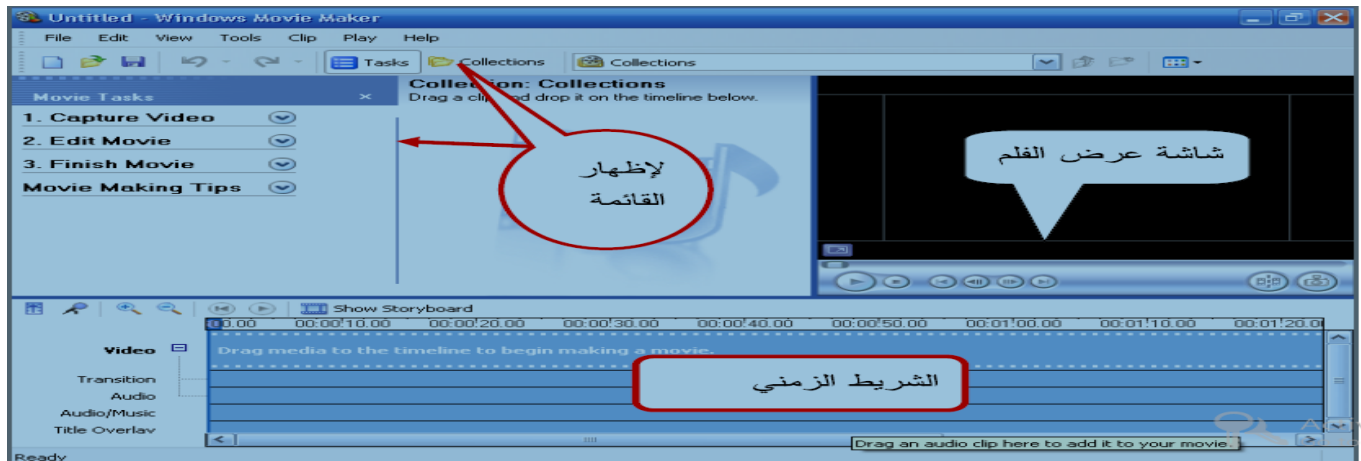 Untitled - Windows Movie Maker
File Edit View Tools Clip Play Help
Tasks Collections Collections
Movie Tasks
Collection: Collections
Drag a clip and drop it on the timeline below.
1. Capture Video
2. Edit Movie
3. Finish Movie
Movie Making Tips
لإظهار
القائمة
شاشة عرض الفلم
Show Storyboard
00:00!10.00 00:00!20.00 00:00!30.00 00:00!40.00 00:00!50.00 00:01!00.00 00:01!10.00
Video
Drag media to the timeline to begin making a movie.
الشريط الزمني
Transition
Audio
Audio/Music
Title Overlay
Drag an audio clip here to add it to your movie.
Ready